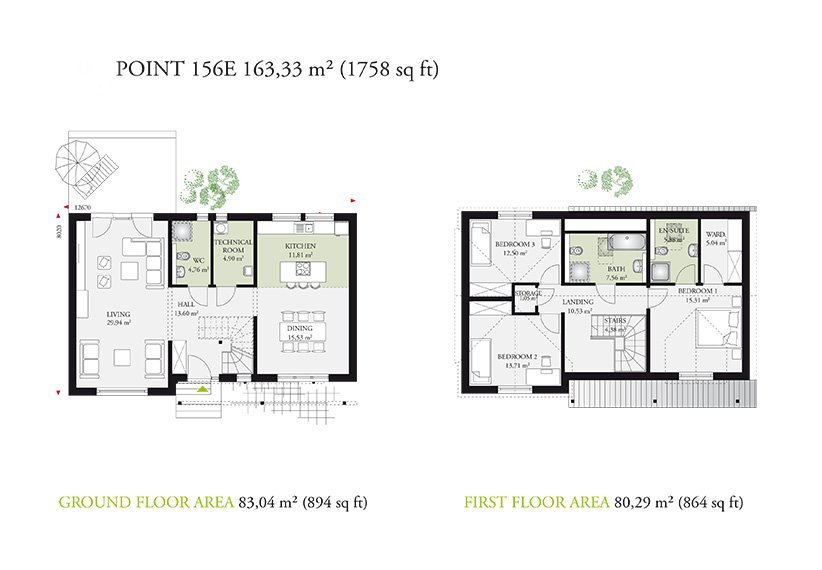 POINT 156E 163,33 m² (1758 sq ft)
12670
8020
WC
4,76 m²
TECHNICAL
ROOM
4,90 m²
KITCHEN
11,81 m²
HALL
13,60 m²
LIVING
29,94 m²
DINING
15,53 m²
GROUND FLOOR AREA 83,04 m² (894 sq ft)
BEDROOM 3
12,50 m²
BATH
7,56 m²
EN SUITE
WARD.
5,04 m²
STORAGE
1,05 m²
LANDING
10,53 m²
BEDROOM 1
15,31 m²
STAIRS
4,38 m²
BEDROOM 2
13,71 m²
FIRST FLOOR AREA 80,29 m² (864 sq ft)